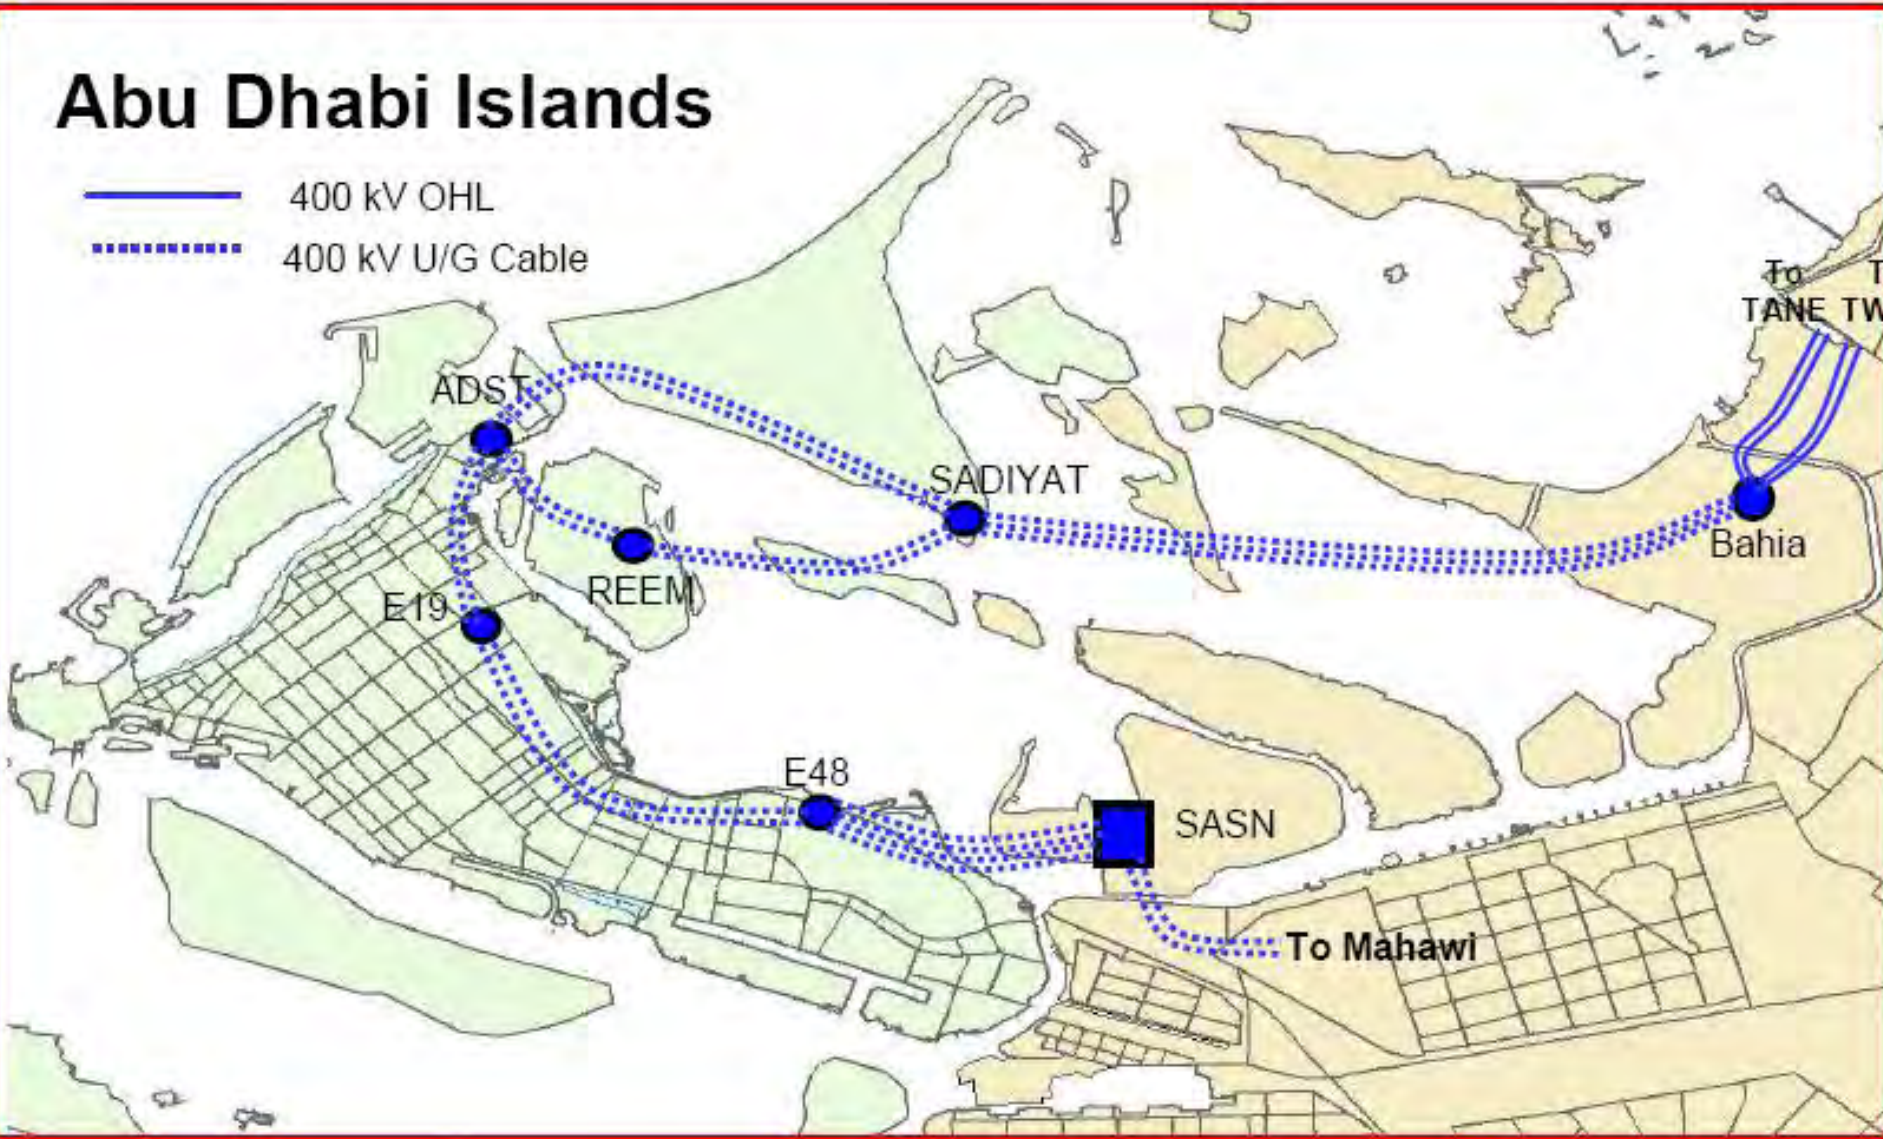 Abu Dhabi Islands
400 kV OHL
400 kV U/G Cable
To
TANE
ADST
SADIYAT
Bahia
REEM
E19
E48
SASN
To Mahawi